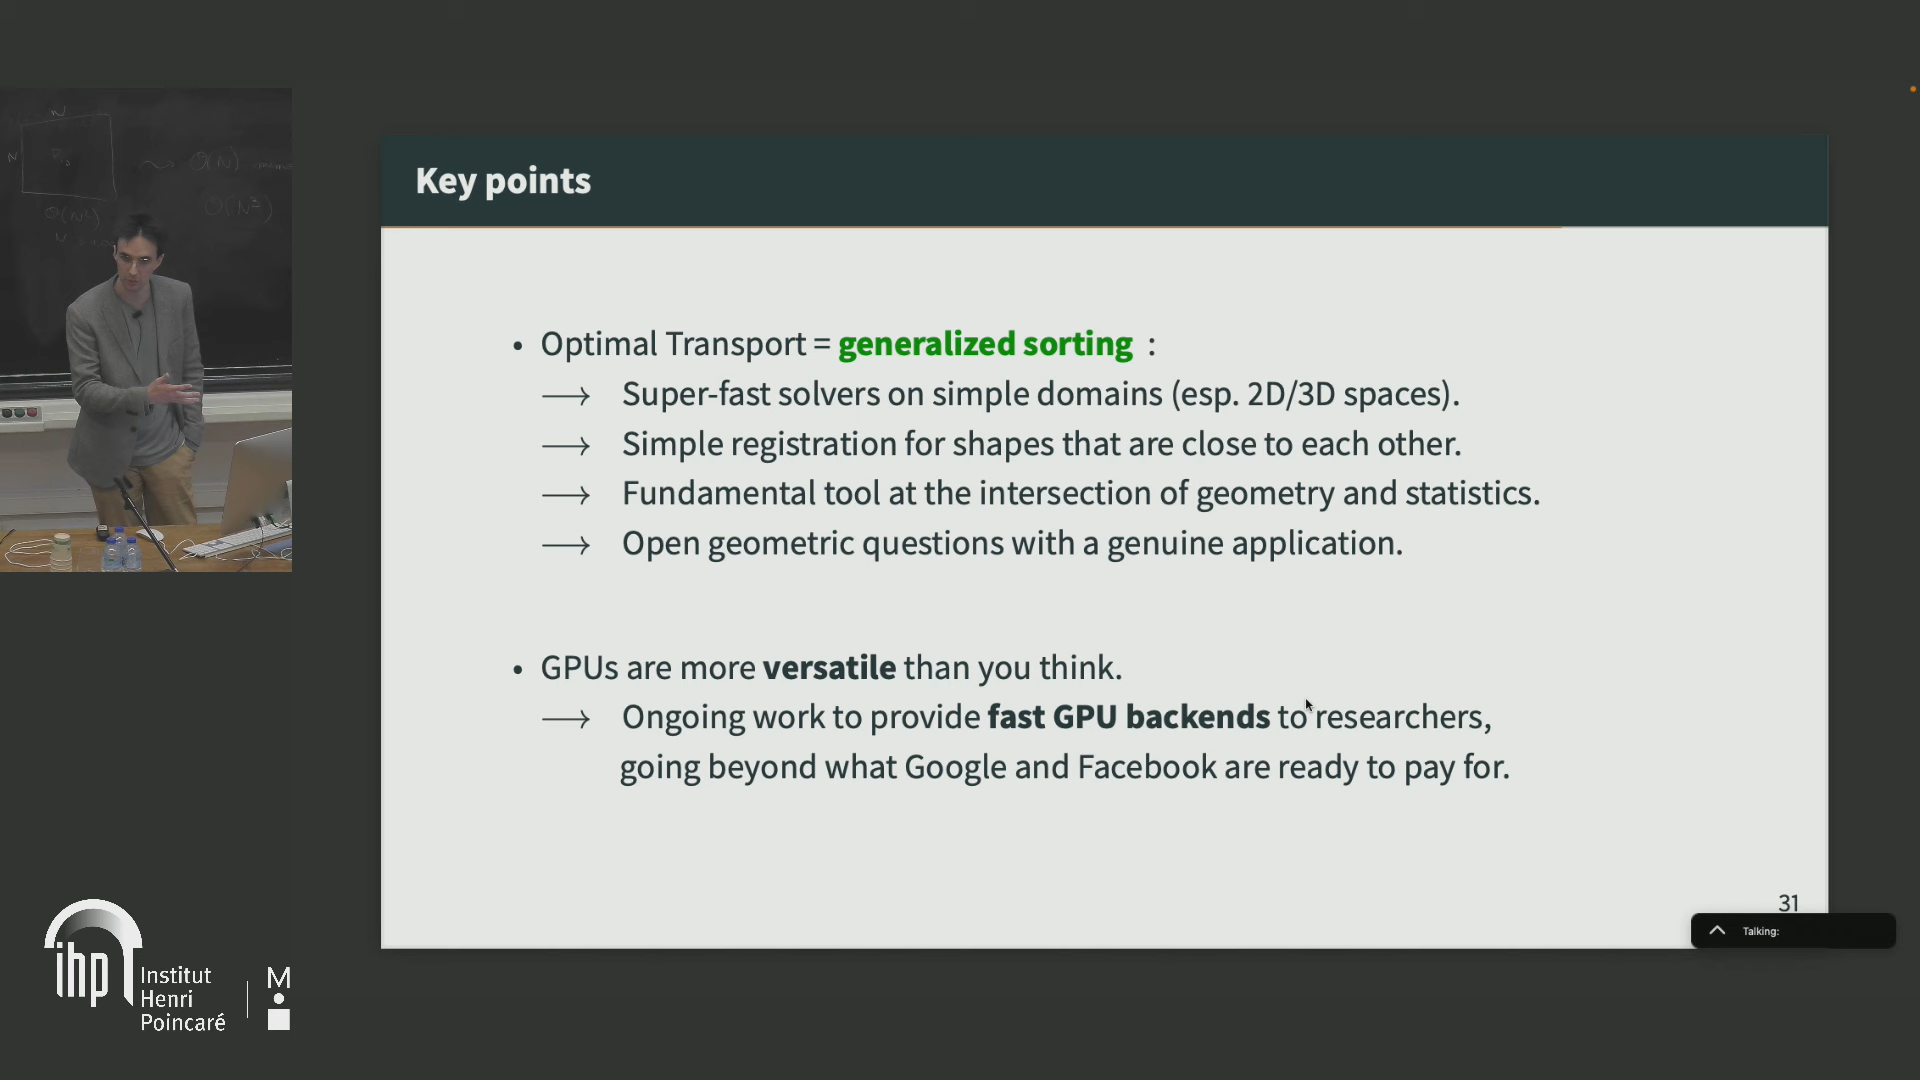 N
N
O(N)
O(N²)
Key points
• Optimal Transport = generalized sorting :
⟶ Super-fast solvers on simple domains (esp. 2D/3D spaces).
⟶ Simple registration for shapes that are close to each other.
⟶ Fundamental tool at the intersection of geometry and statistics.
⟶ Open geometric questions with a genuine application.
• GPUs are more versatile than you think.
⟶ Ongoing work to provide fast GPU backends to researchers,
going beyond what Google and Facebook are ready to pay for.
31
Talking:
ihp
Institut
Henri
Poincaré
M